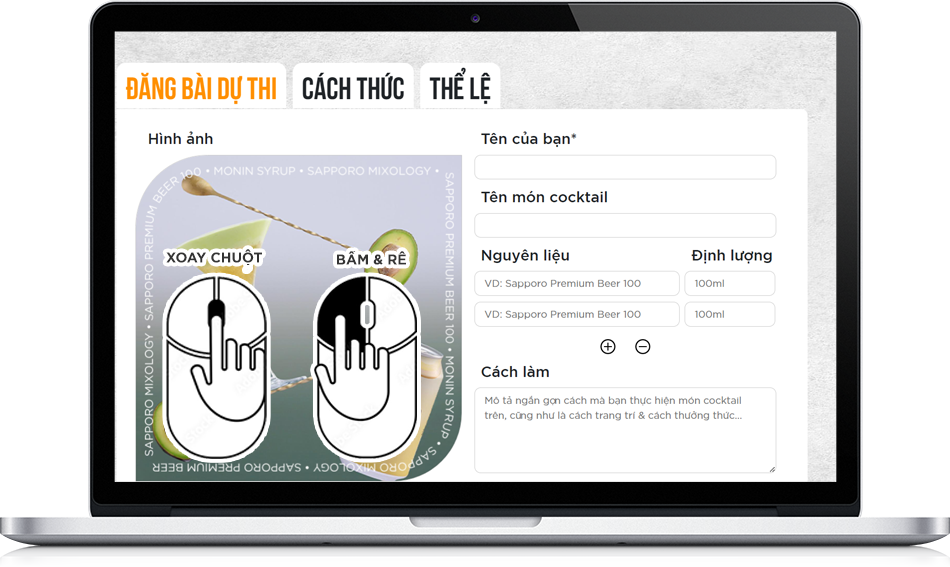 ĐĂNG BÀI DỰ THI
CÁCH THỨC
THỂ LỆ
Hình ảnh
SAPPORO MIXOLOGY • SAPPORO PREMIUM BEER 100 • MONIN SYRUP • SAPPORO MIXOLOGY •
SAPPORO PREMIUM BEER 100 • MONIN SYRUP • SAPPORO MIXOLOGY • SAPPORO PREMIUM BEER
XOAY CHUỘT
BẤM & RÊ
Tên của bạn*
Tên món cocktail
Nguyên liệu
Định lượng
VD: Sapporo Premium Beer 100
100ml
VD: Sapporo Premium Beer 100
100ml
Cách làm
Mô tả ngắn gọn cách mà bạn thực hiện món cocktail
trên, cũng như là cách trang trí & cách thưởng thức...